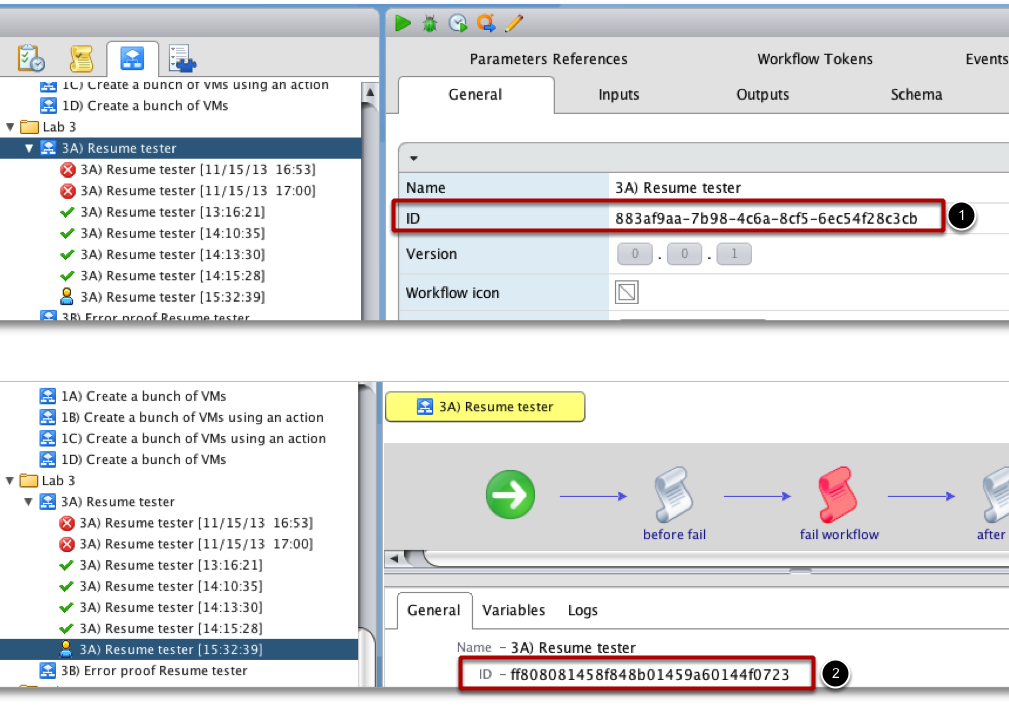 Parameters References
Workflow Tokens
Events
General
Inputs
Outputs
Schema
1C) Create a bunch of VMs using an action
1D) Create a bunch of VMs
Lab 3
3A) Resume tester
3A) Resume tester [11/15/13 16:53]
3A) Resume tester [11/15/13 17:00]
3A) Resume tester [13:16:21]
3A) Resume tester [14:10:35]
3A) Resume tester [14:13:30]
3A) Resume tester [14:15:28]
3A) Resume tester [15:32:39]
3B) Error proof Resume tester
Name 3A) Resume tester
ID 883af9aa-7b98-4c6a-8cf5-6ec54f28c3cb
1
Version 0 . 0 . 1
Workflow icon
1A) Create a bunch of VMs
1B) Create a bunch of VMs using an action
1C) Create a bunch of VMs using an action
1D) Create a bunch of VMs
Lab 3
3A) Resume tester
3A) Resume tester [11/15/13 16:53]
3A) Resume tester [11/15/13 17:00]
3A) Resume tester [13:16:21]
3A) Resume tester [14:10:35]
3A) Resume tester [14:13:30]
3A) Resume tester [14:15:28]
3A) Resume tester [15:32:39]
3B) Error proof Resume tester
3A) Resume tester
before fail
fail workflow
after
General
Variables
Logs
Name – 3A) Resume tester
ID – ff808081458f848b01459a60144f0723
2